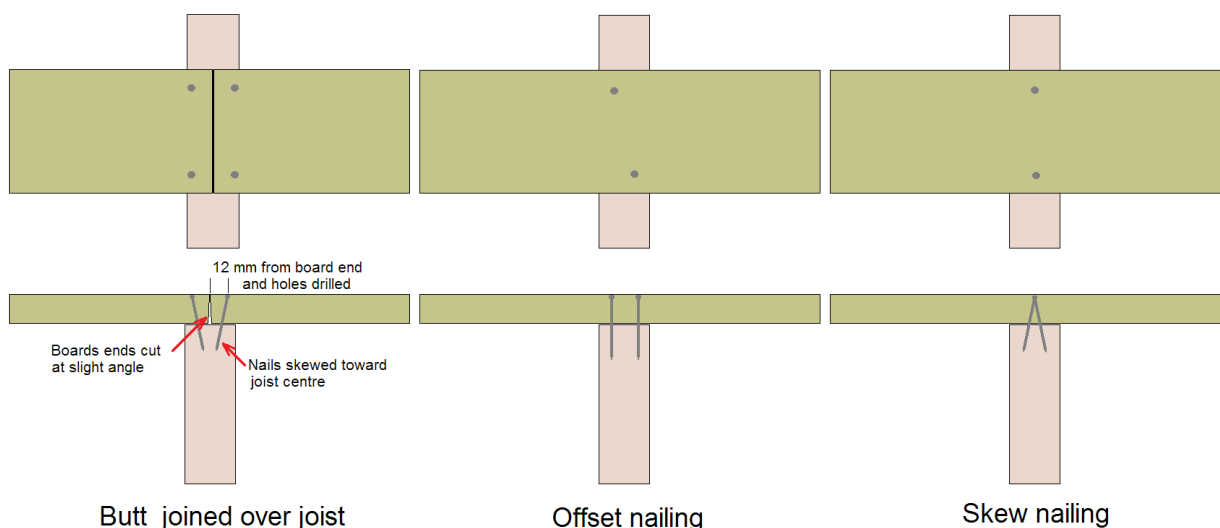 12 mm from board end
and holes drilled
Boards ends cut
at slight angle
Nails skewed toward
joist centre
Butt joined over joist
Offset nailing
Skew nailing